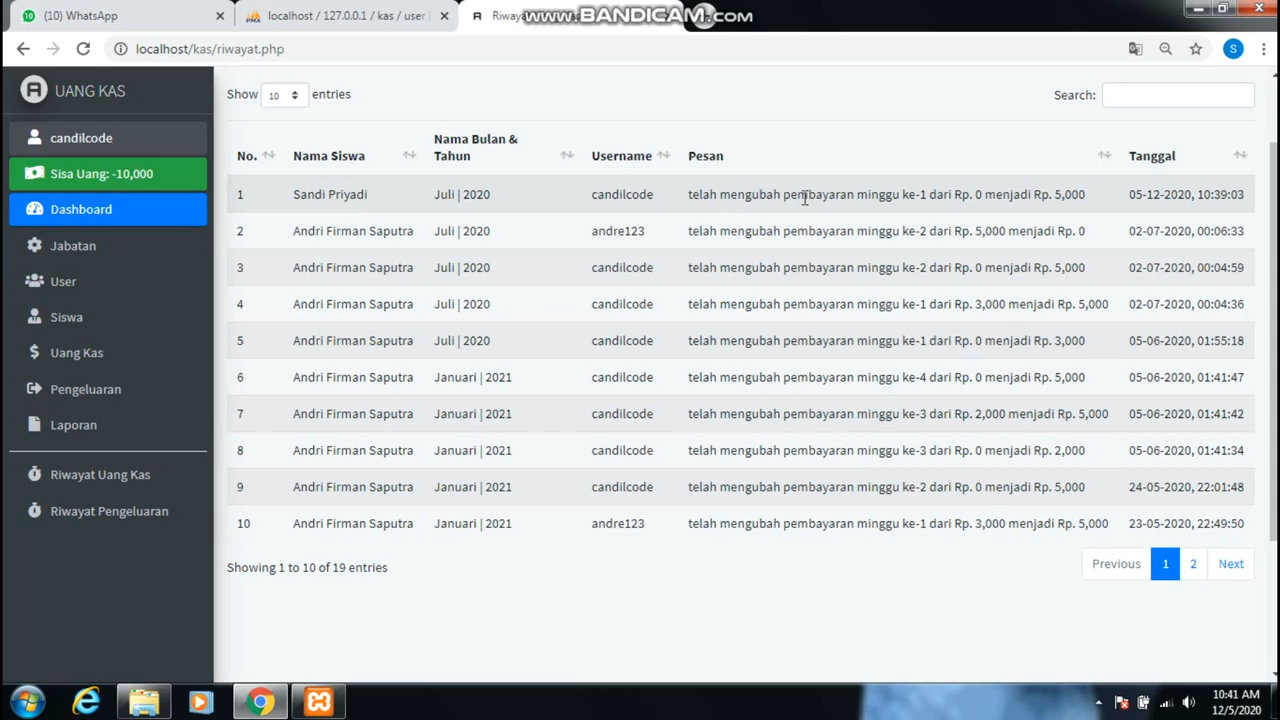 (10) WhatsApp
localhost / 127.0.0.1 / kas / user
Riwaya
www.BANDICAM.com
localhost/kas/riwayat.php
S
UANG KAS
candilcode
Sisa Uang: -10,000
Dashboard
Jabatan
User
Siswa
Uang Kas
Pengeluaran
Laporan
Riwayat Uang Kas
Riwayat Pengeluaran
Show 10 entries
Search:
No. Nama Siswa Nama Bulan & Tahun Username Pesan Tanggal
1 Sandi Priyadi Juli | 2020 candilcode telah mengubah pembayaran minggu ke-1 dari Rp. 0 menjadi Rp. 5,000 05-12-2020, 10:39:03
2 Andri Firman Saputra Juli | 2020 andre123 telah mengubah pembayaran minggu ke-2 dari Rp. 5,000 menjadi Rp. 0 02-07-2020, 00:06:33
3 Andri Firman Saputra Juli | 2020 candilcode telah mengubah pembayaran minggu ke-2 dari Rp. 0 menjadi Rp. 5,000 02-07-2020, 00:04:59
4 Andri Firman Saputra Juli | 2020 candilcode telah mengubah pembayaran minggu ke-1 dari Rp. 3,000 menjadi Rp. 5,000 02-07-2020, 00:04:36
5 Andri Firman Saputra Juli | 2020 candilcode telah mengubah pembayaran minggu ke-1 dari Rp. 0 menjadi Rp. 3,000 05-06-2020, 01:55:18
6 Andri Firman Saputra Januari | 2021 candilcode telah mengubah pembayaran minggu ke-4 dari Rp. 0 menjadi Rp. 5,000 05-06-2020, 01:41:47
7 Andri Firman Saputra Januari | 2021 candilcode telah mengubah pembayaran minggu ke-3 dari Rp. 2,000 menjadi Rp. 5,000 05-06-2020, 01:41:42
8 Andri Firman Saputra Januari | 2021 candilcode telah mengubah pembayaran minggu ke-3 dari Rp. 0 menjadi Rp. 2,000 05-06-2020, 01:41:34
9 Andri Firman Saputra Januari | 2021 candilcode telah mengubah pembayaran minggu ke-2 dari Rp. 0 menjadi Rp. 5,000 24-05-2020, 22:01:48
10 Andri Firman Saputra Januari | 2021 andre123 telah mengubah pembayaran minggu ke-1 dari Rp. 3,000 menjadi Rp. 5,000 23-05-2020, 22:49:50
Showing 1 to 10 of 19 entries
Previous 1 2 Next
10:41 AM
12/5/2020